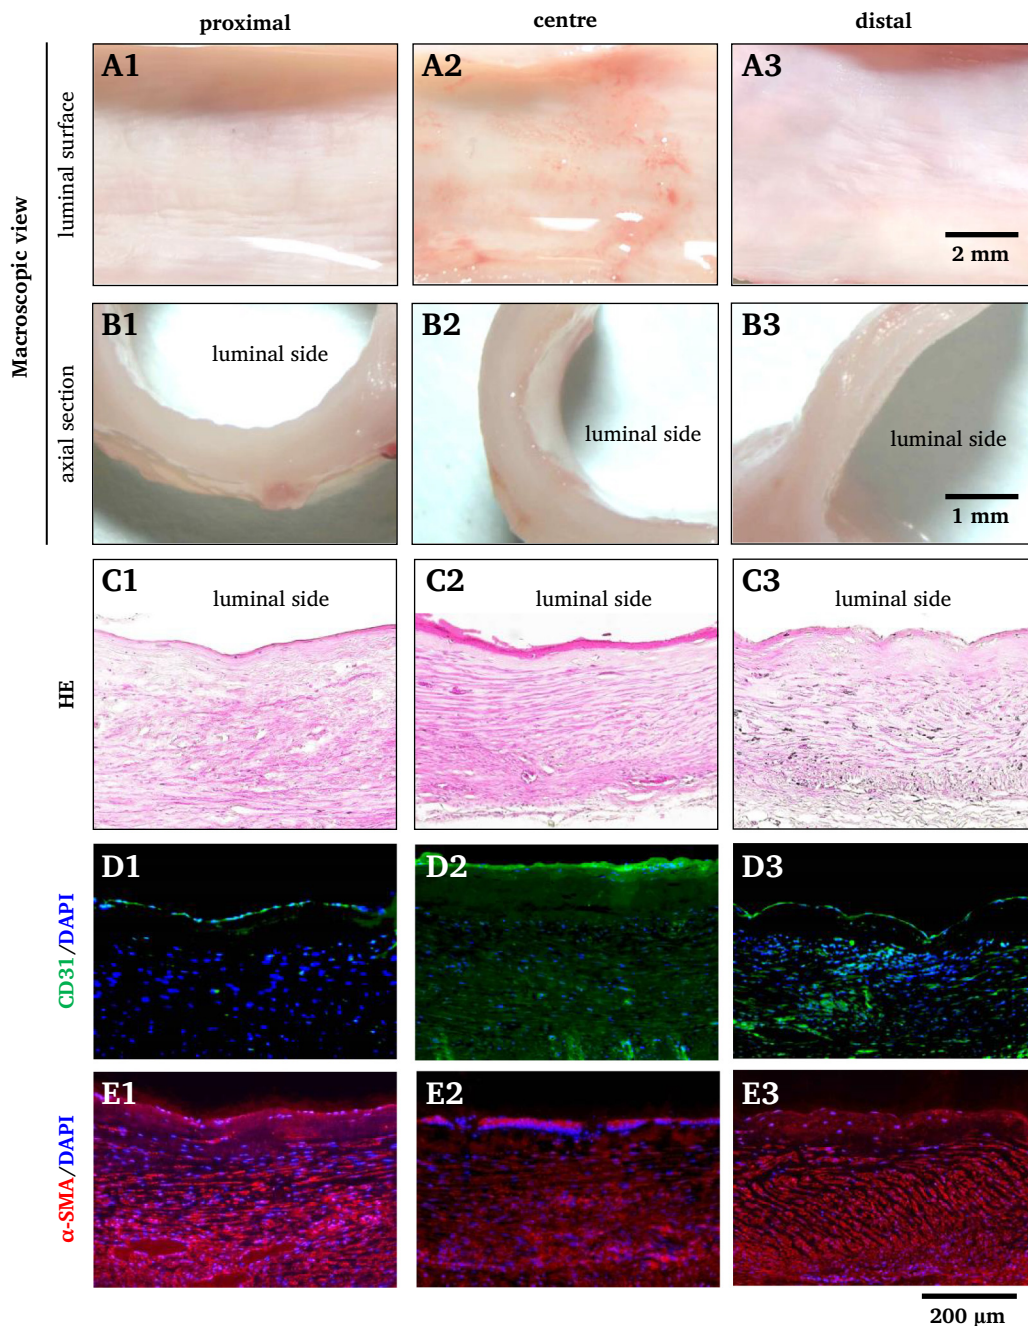 proximal
centre
distal
Macroscopic view
luminal surface
A1
A2
A3
2 mm
axial section
B1
luminal side
B2
luminal side
B3
luminal side
1 mm
HE
C1
luminal side
C2
luminal side
C3
luminal side
CD31/DAPI
D1
D2
D3
α-SMA/DAPI
E1
E2
E3
200 µm